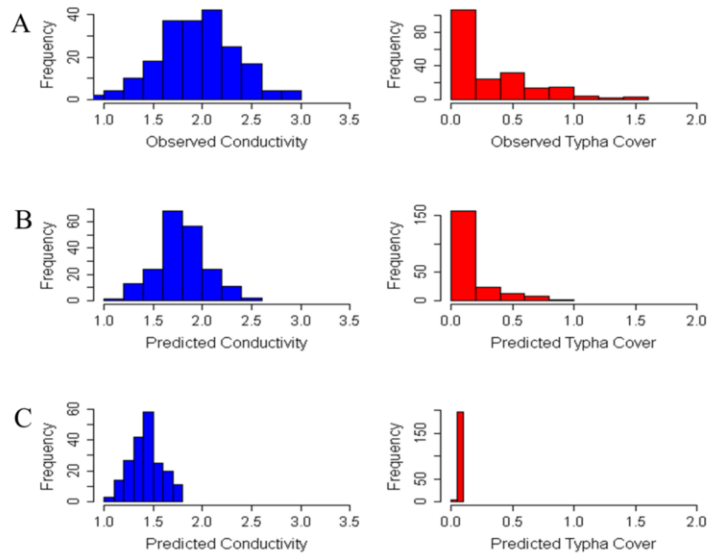 A
Frequency
0 20 40
1.0 1.5 2.0 2.5 3.0 3.5
Observed Conductivity
Frequency
0 40 80
0.0 0.5 1.0 1.5 2.0
Observed Typha Cover
B
Frequency
0 20 40 60
1.0 1.5 2.0 2.5 3.0 3.5
Predicted Conductivity
Frequency
0 50 150
0.0 0.5 1.0 1.5 2.0
Predicted Typha Cover
C
Frequency
0 20 40 60
1.0 1.5 2.0 2.5 3.0 3.5
Predicted Conductivity
Frequency
0 50 150
0.0 0.5 1.0 1.5 2.0
Predicted Typha Cover